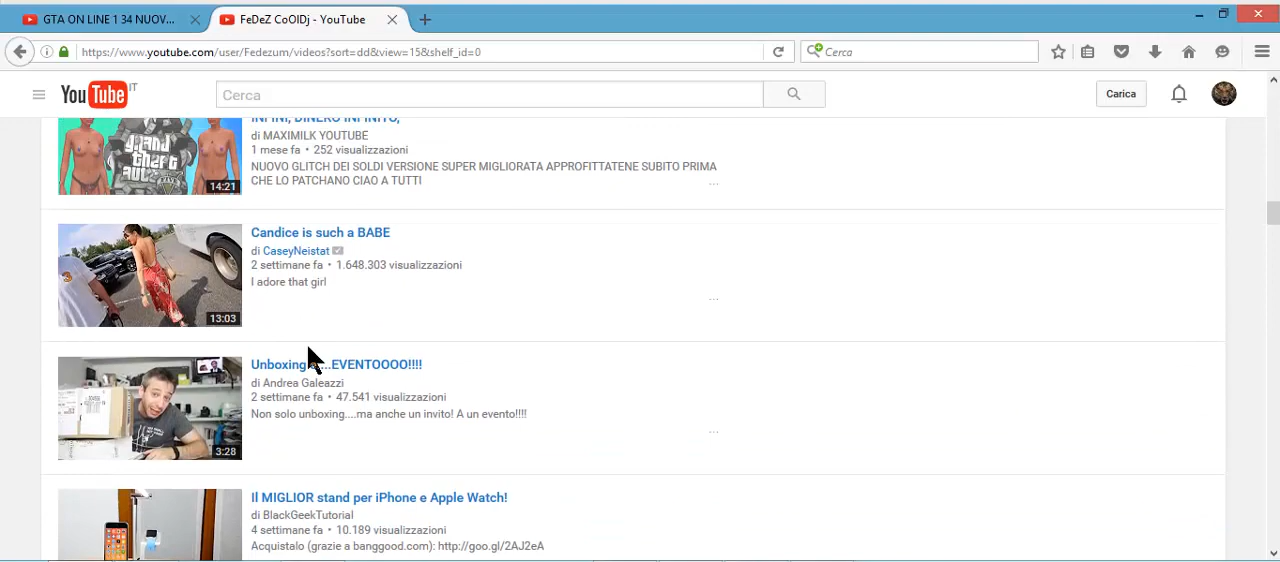 GTA ON LINE 1 34 NUOV...
FeDeZ CoOlDj - YouTube
https://www.youtube.com/user/Fedezum/videos?sort=dd&view=15&shelf_id=0
Cerca
YouTube IT
Cerca
Carica
INFINI, DINERO INFINITO,
di MAXIMILK YOUTUBE
1 mese fa • 252 visualizzazioni
NUOVO GLITCH DEI SOLDI VERSIONE SUPER MIGLIORATA APPROFITTATENE SUBITO PRIMA
CHE LO PATCHANO CIAO A TUTTI
...
grand
theft
auto
14:21
Candice is such a BABE
di CaseyNeistat
2 settimane fa • 1.648.303 visualizzazioni
I adore that girl
...
13:03
Unboxing ...EVENTOOOO!!!!
di Andrea Galeazzi
2 settimane fa • 47.541 visualizzazioni
Non solo unboxing....ma anche un invito! A un evento!!!!
...
3:28
Il MIGLIOR stand per iPhone e Apple Watch!
di BlackGeekTutorial
4 settimane fa • 10.189 visualizzazioni
Acquistalo (grazie a banggood.com): http://goo.gl/2AJ2eA